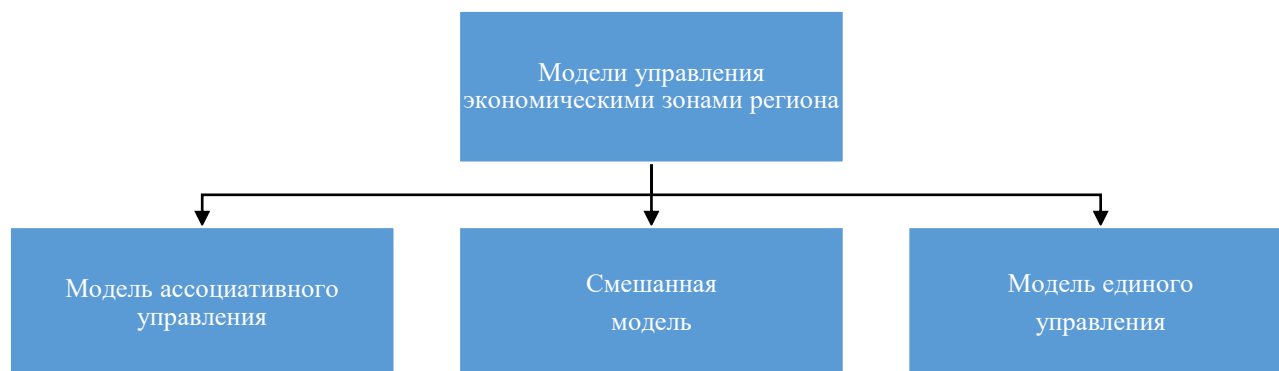 Модели управления
экономическими зонами региона
Модель ассоциативного
управления
Смешанная
модель
Модель единого
управления